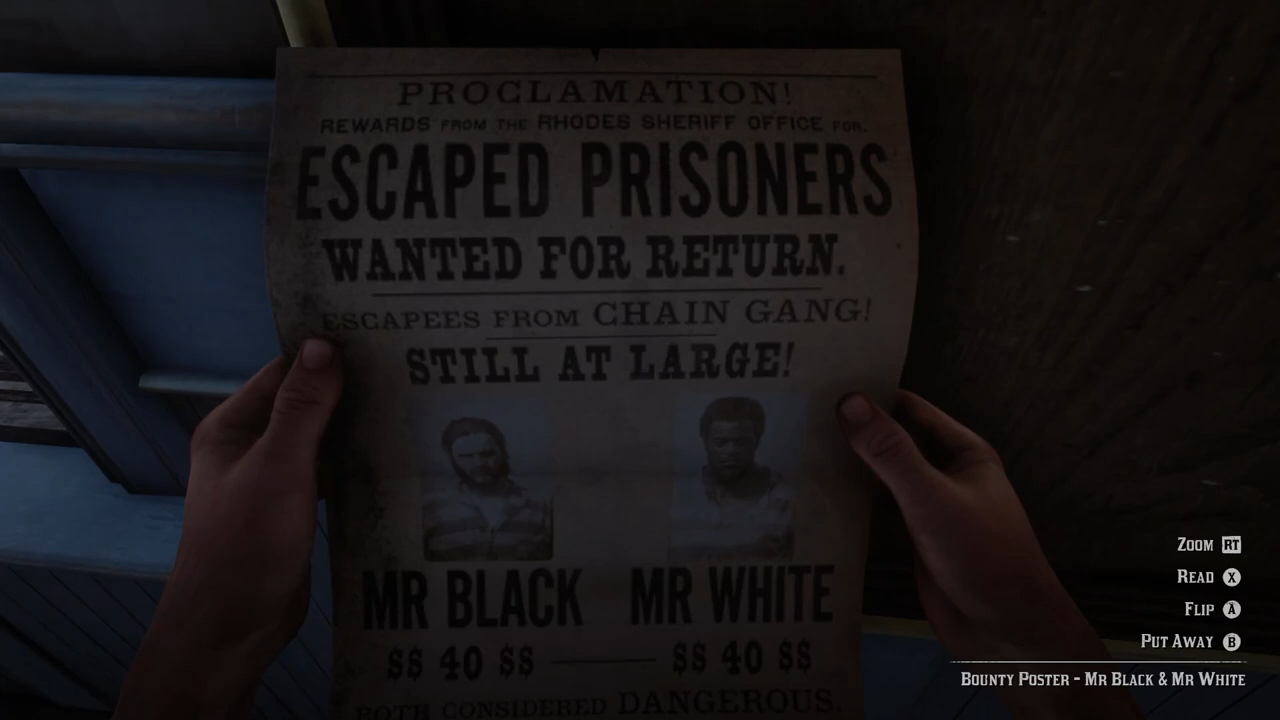 PROCLAMATION!
REWARDS FROM THE RHODES SHERIFF OFFICE FOR.
ESCAPED PRISONERS
WANTED FOR RETURN.
ESCAPEES FROM CHAIN GANG!
STILL AT LARGE!
MR BLACK MR WHITE
$$ 40 $$ $$ 40 $$
BOTH CONSIDERED DANGEROUS.
ZOOM RT
READ X
FLIP A
PUT AWAY B
BOUNTY POSTER - MR BLACK & MR WHITE